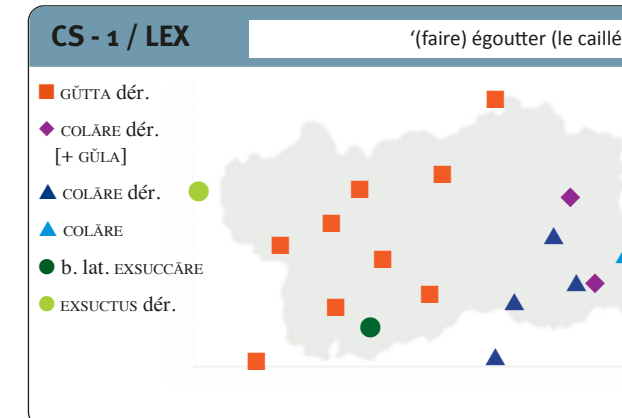 CS - 1 / LEX
‘(faire) égoutter (le caillé
GŬTTA dér.
COLĀRE dér.
[+ GŬLA]
COLĀRE dér.
COLĀRE
b. lat. EXSUCCĀRE
EXSUCTUS dér.